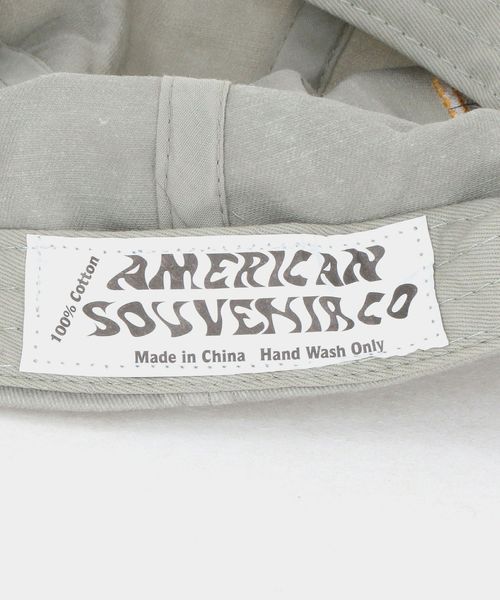 100% Cotton
AMERICAN
SOUVENIR CO
Made in China Hand Wash Only